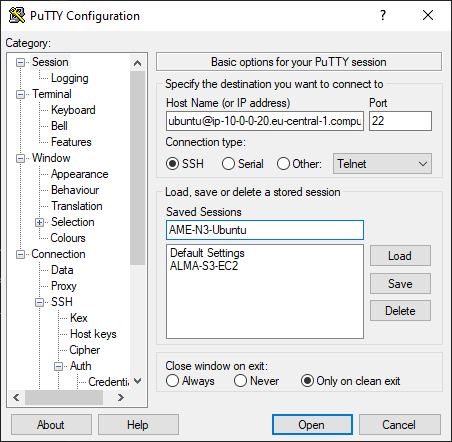 PuTTY Configuration
Category:
Session
Logging
Terminal
Keyboard
Bell
Features
Window
Appearance
Behaviour
Translation
Selection
Colours
Connection
Data
Proxy
SSH
Kex
Host keys
Cipher
Auth
Basic options for your PuTTY session
Specify the destination you want to connect to
Host Name (or IP address) Port
ubuntu@ip-10-0-0-20.eu-central-1.compu 22
Connection type:
SSH Serial Other: Telnet
Load, save or delete a stored session
Saved Sessions
AME-N3-Ubuntu
Default Settings
ALMA-S3-EC2
Load
Save
Delete
Close window on exit:
Always Never Only on clean exit
About Help Open Cancel